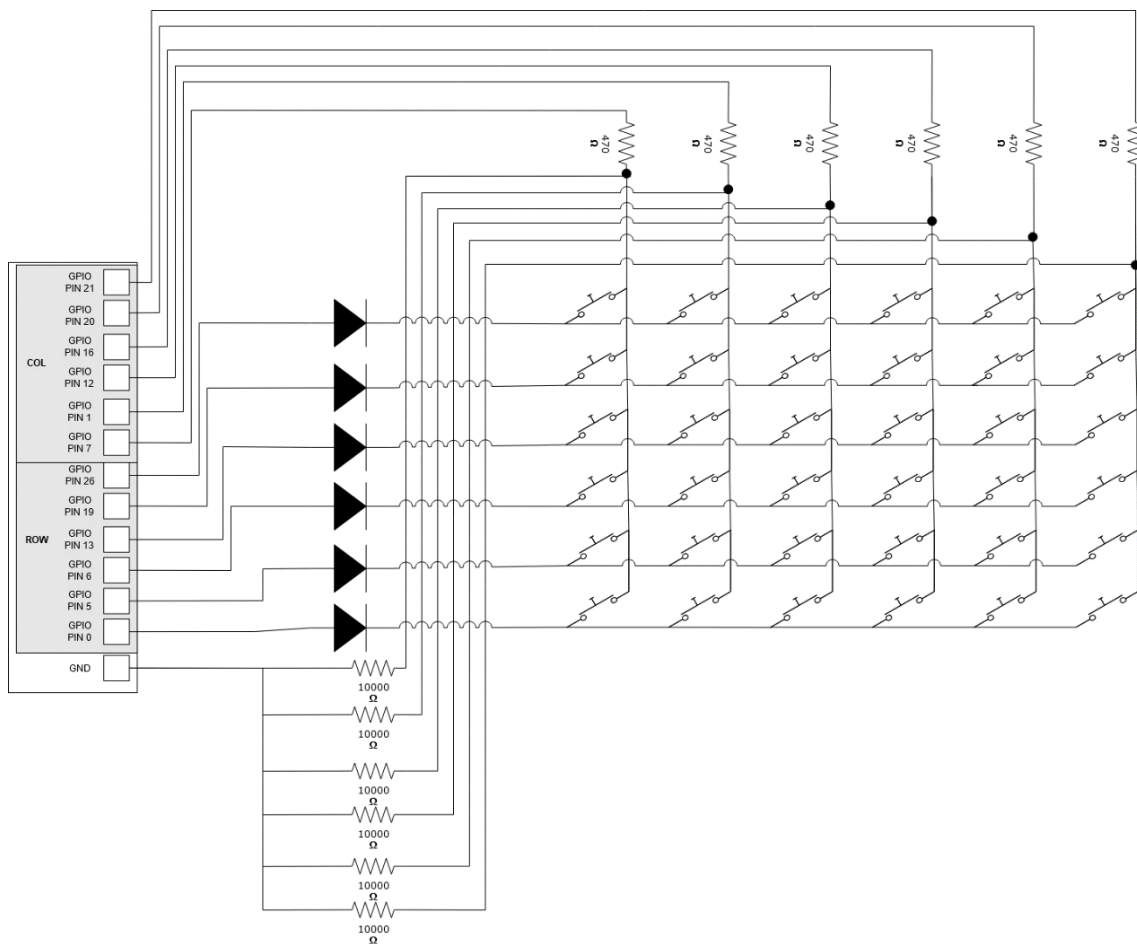 470
Ω
470
Ω
470
Ω
470
Ω
470
Ω
470
Ω
COL
GPIO
PIN 21
GPIO
PIN 20
GPIO
PIN 16
GPIO
PIN 12
GPIO
PIN 1
GPIO
PIN 7
ROW
GPIO
PIN 26
GPIO
PIN 19
GPIO
PIN 13
GPIO
PIN 6
GPIO
PIN 5
GPIO
PIN 0
GND
10000
Ω
10000
Ω
10000
Ω
10000
Ω
10000
Ω
10000
Ω